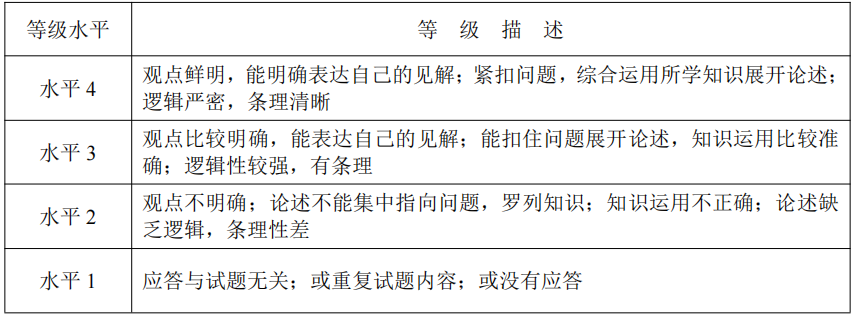 等级水平 等 级 描 述
水平 4 观点鲜明，能明确表达自己的见解；紧扣问题，综合运用所学知识展开论述；
逻辑严密，条理清晰
水平 3 观点比较明确，能表达自己的见解；能扣住问题展开论述，知识运用比较准
确；逻辑性较强，有条理
水平 2 观点不明确；论述不能集中指向问题，罗列知识；知识运用不正确；论述缺
乏逻辑，条理性差
水平 1 应答与试题无关；或重复试题内容；或没有应答